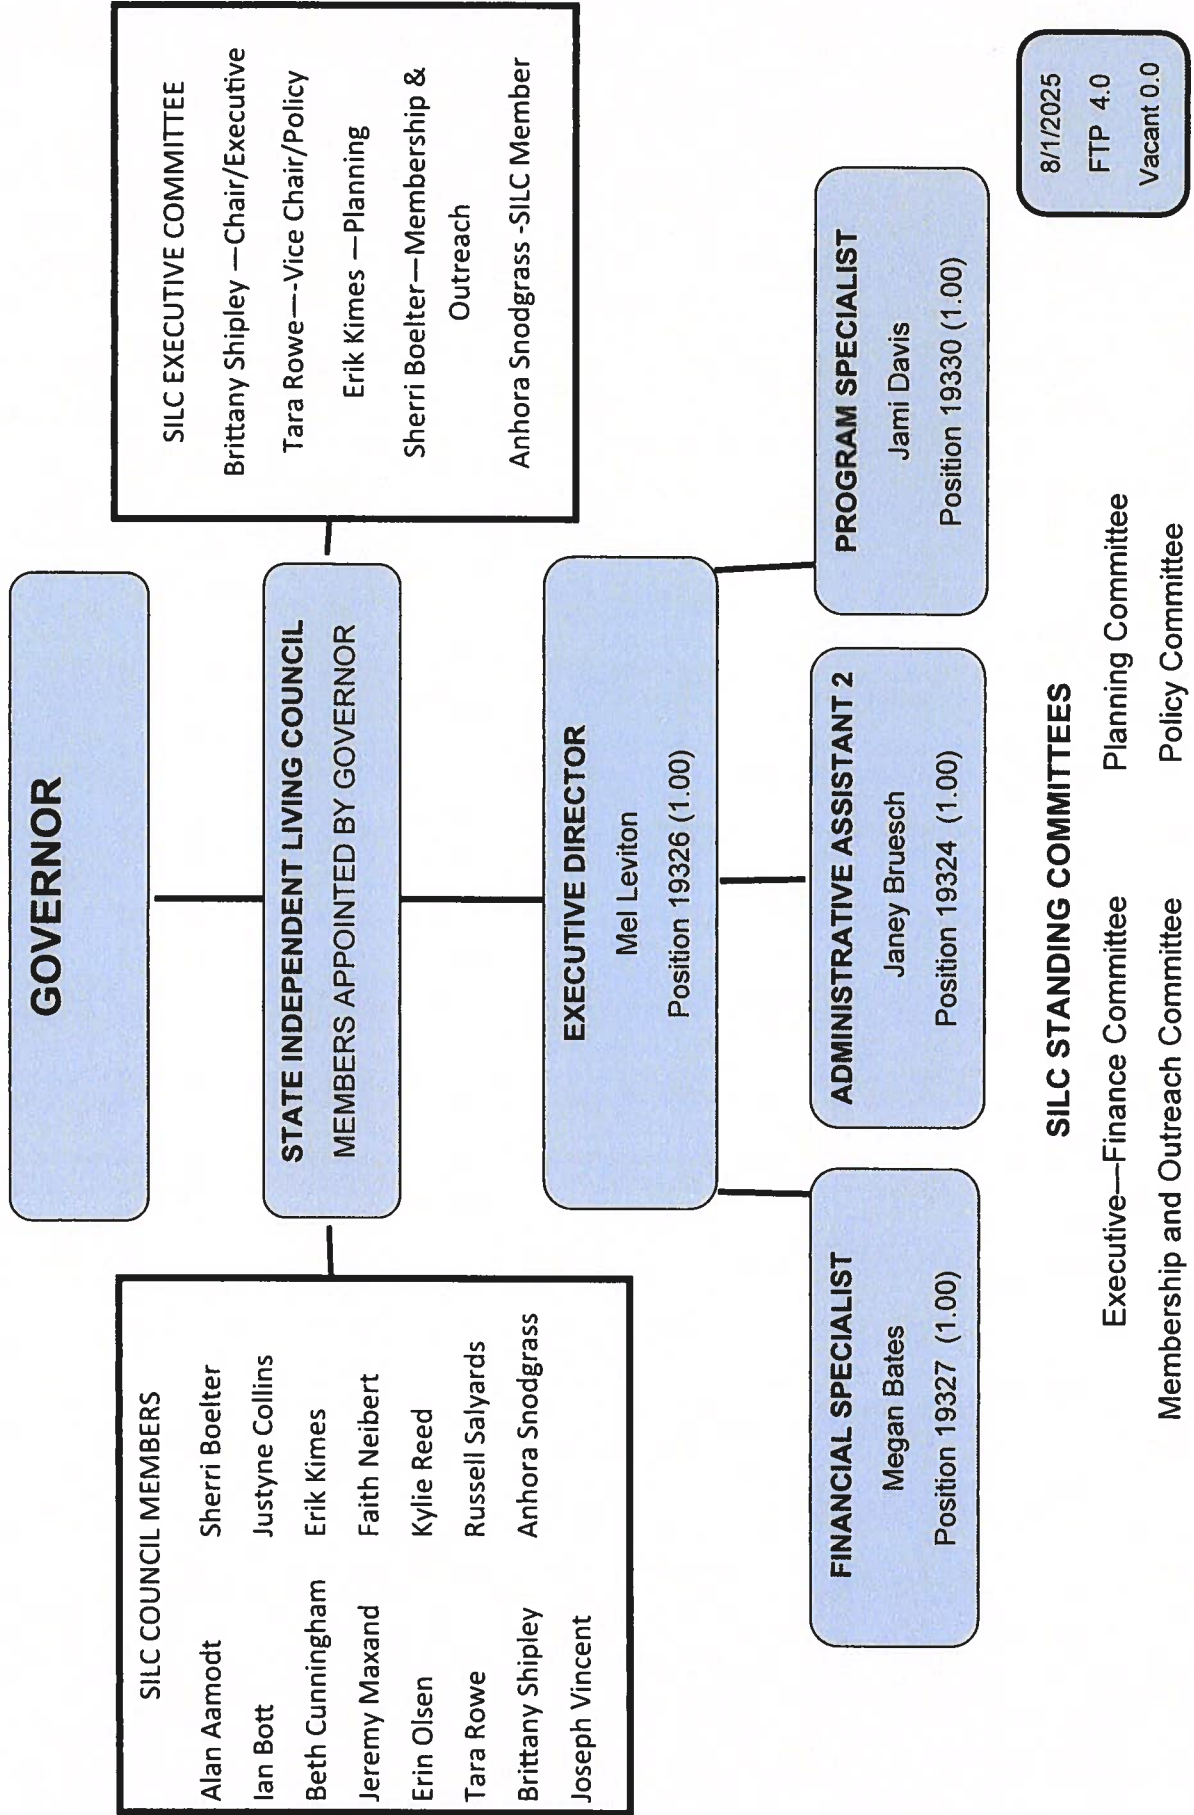 GOVERNOR
STATE INDEPENDENT LIVING COUNCIL
MEMBERS APPOINTED BY GOVERNOR
SILC COUNCIL MEMBERS
Alan Aamodt Sherri Boelter
Ian Bott Justyne Collins
Beth Cunningham Erik Kimes
Jeremy Maxand Faith Neibert
Erin Olsen Kylie Reed
Tara Rowe Russell Salyards
Brittany Shipley Anhora Snodgrass
Joseph Vincent
SILC EXECUTIVE COMMITTEE
Brittany Shipley —Chair/Executive
Tara Rowe—-Vice Chair/Policy
Erik Kimes —Planning
Sherri Boelter—Membership &
Outreach
Anhora Snodgrass -SILC Member
EXECUTIVE DIRECTOR
Mel Leviton
Position 19326 (1.00)
FINANCIAL SPECIALIST
Megan Bates
Position 19327 (1.00)
ADMINISTRATIVE ASSISTANT 2
Janey Bruesch
Position 19324 (1.00)
PROGRAM SPECIALIST
Jami Davis
Position 19330 (1.00)
SILC STANDING COMMITTEES
Executive—Finance Committee Planning Committee
Membership and Outreach Committee Policy Committee
8/1/2025
FTP 4.0
Vacant 0.0